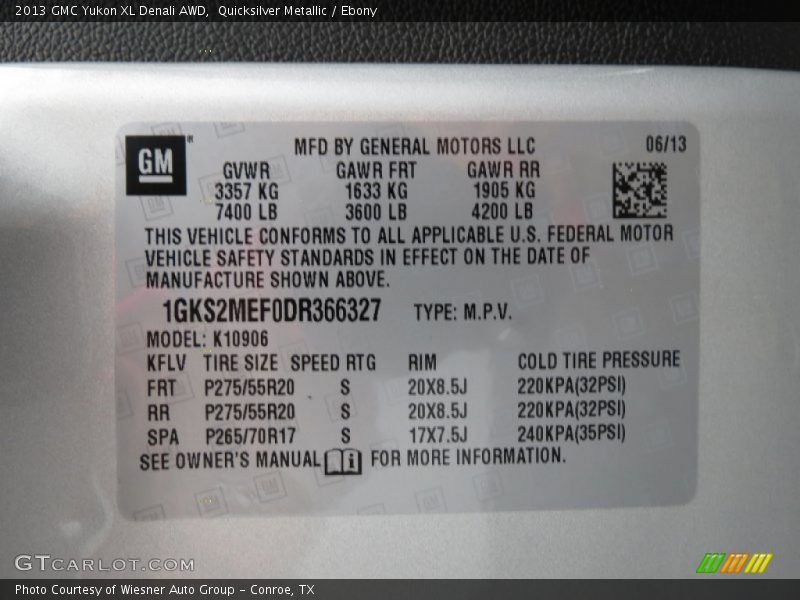 2013 GMC Yukon XL Denali AWD, Quicksilver Metallic / Ebony
GM
MFD BY GENERAL MOTORS LLC 06/13
GVWR GAWR FRT GAWR RR
3357 KG 1633 KG 1905 KG
7400 LB 3600 LB 4200 LB
THIS VEHICLE CONFORMS TO ALL APPLICABLE U.S. FEDERAL MOTOR
VEHICLE SAFETY STANDARDS IN EFFECT ON THE DATE OF
MANUFACTURE SHOWN ABOVE.
1GKS2MEF0DR366327 TYPE: M.P.V.
MODEL: K10906
KFLV TIRE SIZE SPEED RTG RIM COLD TIRE PRESSURE
FRT P275/55R20 S 20X8.5J 220KPA(32PSI)
RR P275/55R20 S 20X8.5J 220KPA(32PSI)
SPA P265/70R17 S 17X7.5J 240KPA(35PSI)
SEE OWNER'S MANUAL i FOR MORE INFORMATION.
GTCARLOT.COM
Photo Courtesy of Wiesner Auto Group - Conroe, TX